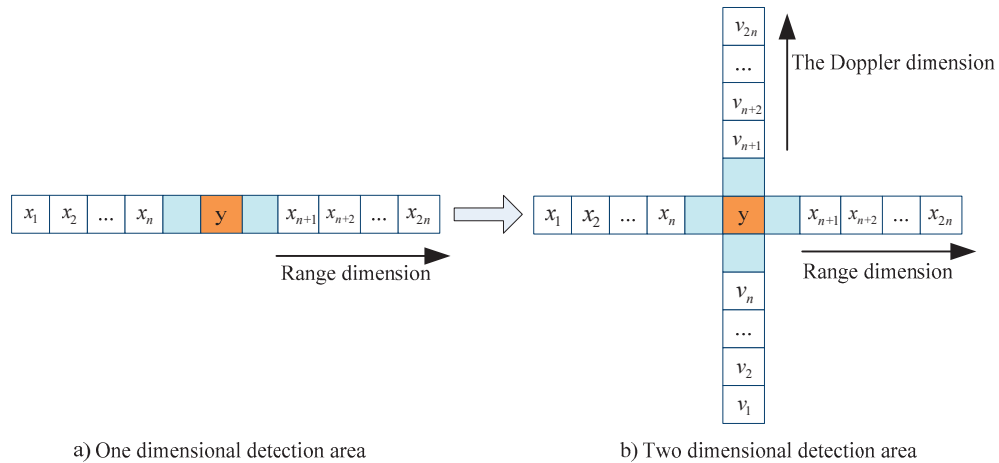 v₂ₙ
...
vₙ₊₂
vₙ₊₁
The Doppler dimension
x₁ x₂ ... xₙ y xₙ₊₁ xₙ₊₂ ... x₂ₙ
Range dimension
x₁ x₂ ... xₙ y xₙ₊₁ xₙ₊₂ ... x₂ₙ
Range dimension
vₙ
...
v₂
v₁
a) One dimensional detection area
b) Two dimensional detection area